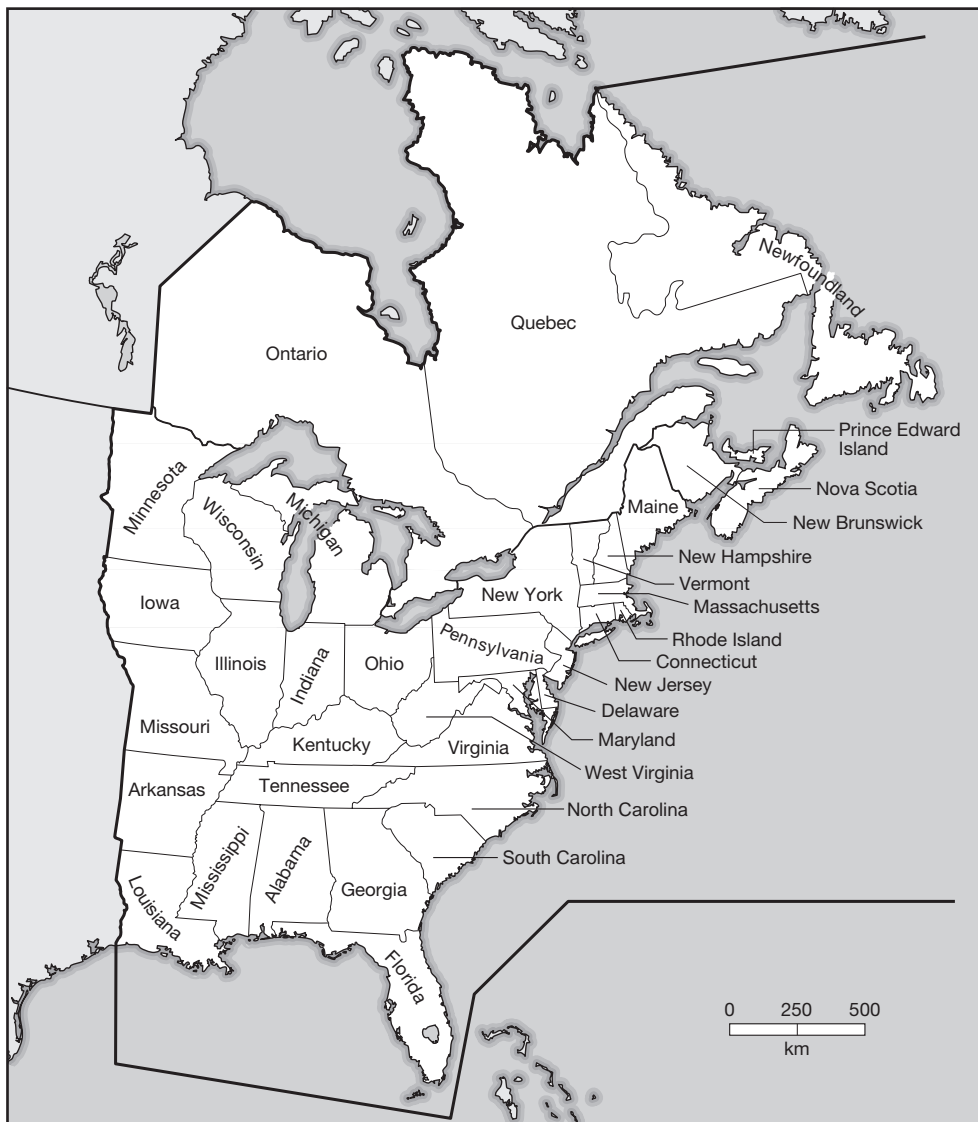 Newfoundland
Quebec
Ontario
Prince Edward
Island
Nova Scotia
New Brunswick
Maine
Minnesota
Wisconsin
Michigan
New Hampshire
Vermont
Massachusetts
New York
Iowa
Rhode Island
Connecticut
Pennsylvania
Illinois
Indiana
Ohio
New Jersey
Delaware
Maryland
Missouri
Kentucky
Virginia
West Virginia
Tennessee
Arkansas
North Carolina
South Carolina
Mississippi
Alabama
Georgia
Louisiana
Florida
0 250 500
km